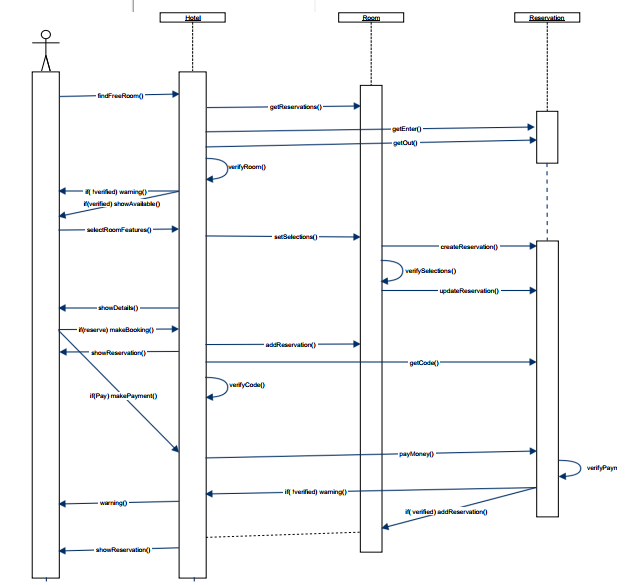 Hotel
Room
Reservation
findFreeRoom()
getReservations()
getEnter()
getOut()
verifyRoom()
if( !verified) warning()
if(verified) showAvailable()
selectRoomFeatures()
setSelections()
createReservation()
verifySelections()
updateReservation()
showDetails()
if(reserve) makeBooking()
addReservation()
showReservation()
getCode()
verifyCode()
if(Pay) makePayment()
payMoney()
verifyPaym
if( !verified) warning()
warning()
if( verified) addReservation()
showReservation()